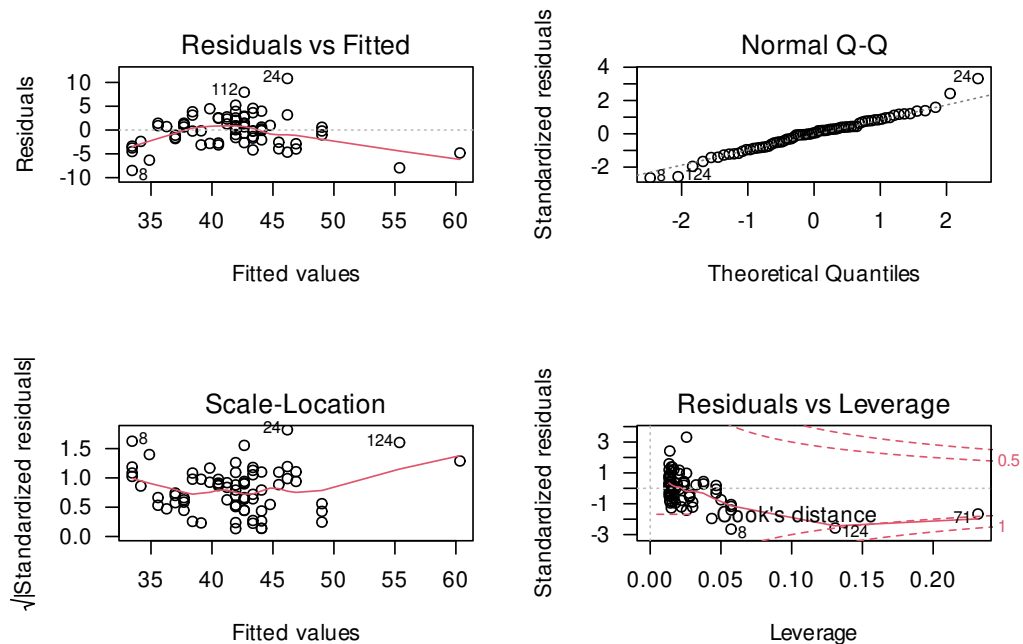 Residuals vs Fitted
Residuals
10
5
0
-5
-10
24
112
8
35 40 45 50 55 60
Fitted values
Normal Q-Q
Standardized residuals
4
2
0
-2
24
8
124
-2 -1 0 1 2
Theoretical Quantiles
Scale-Location
√|Standardized residuals|
1.5
1.0
0.5
0.0
8
24
124
35 40 45 50 55 60
Fitted values
Residuals vs Leverage
Standardized residuals
3
1
-1
-3
Cook's distance
8
124
71
0.5
1
0.00 0.05 0.10 0.15 0.20
Leverage